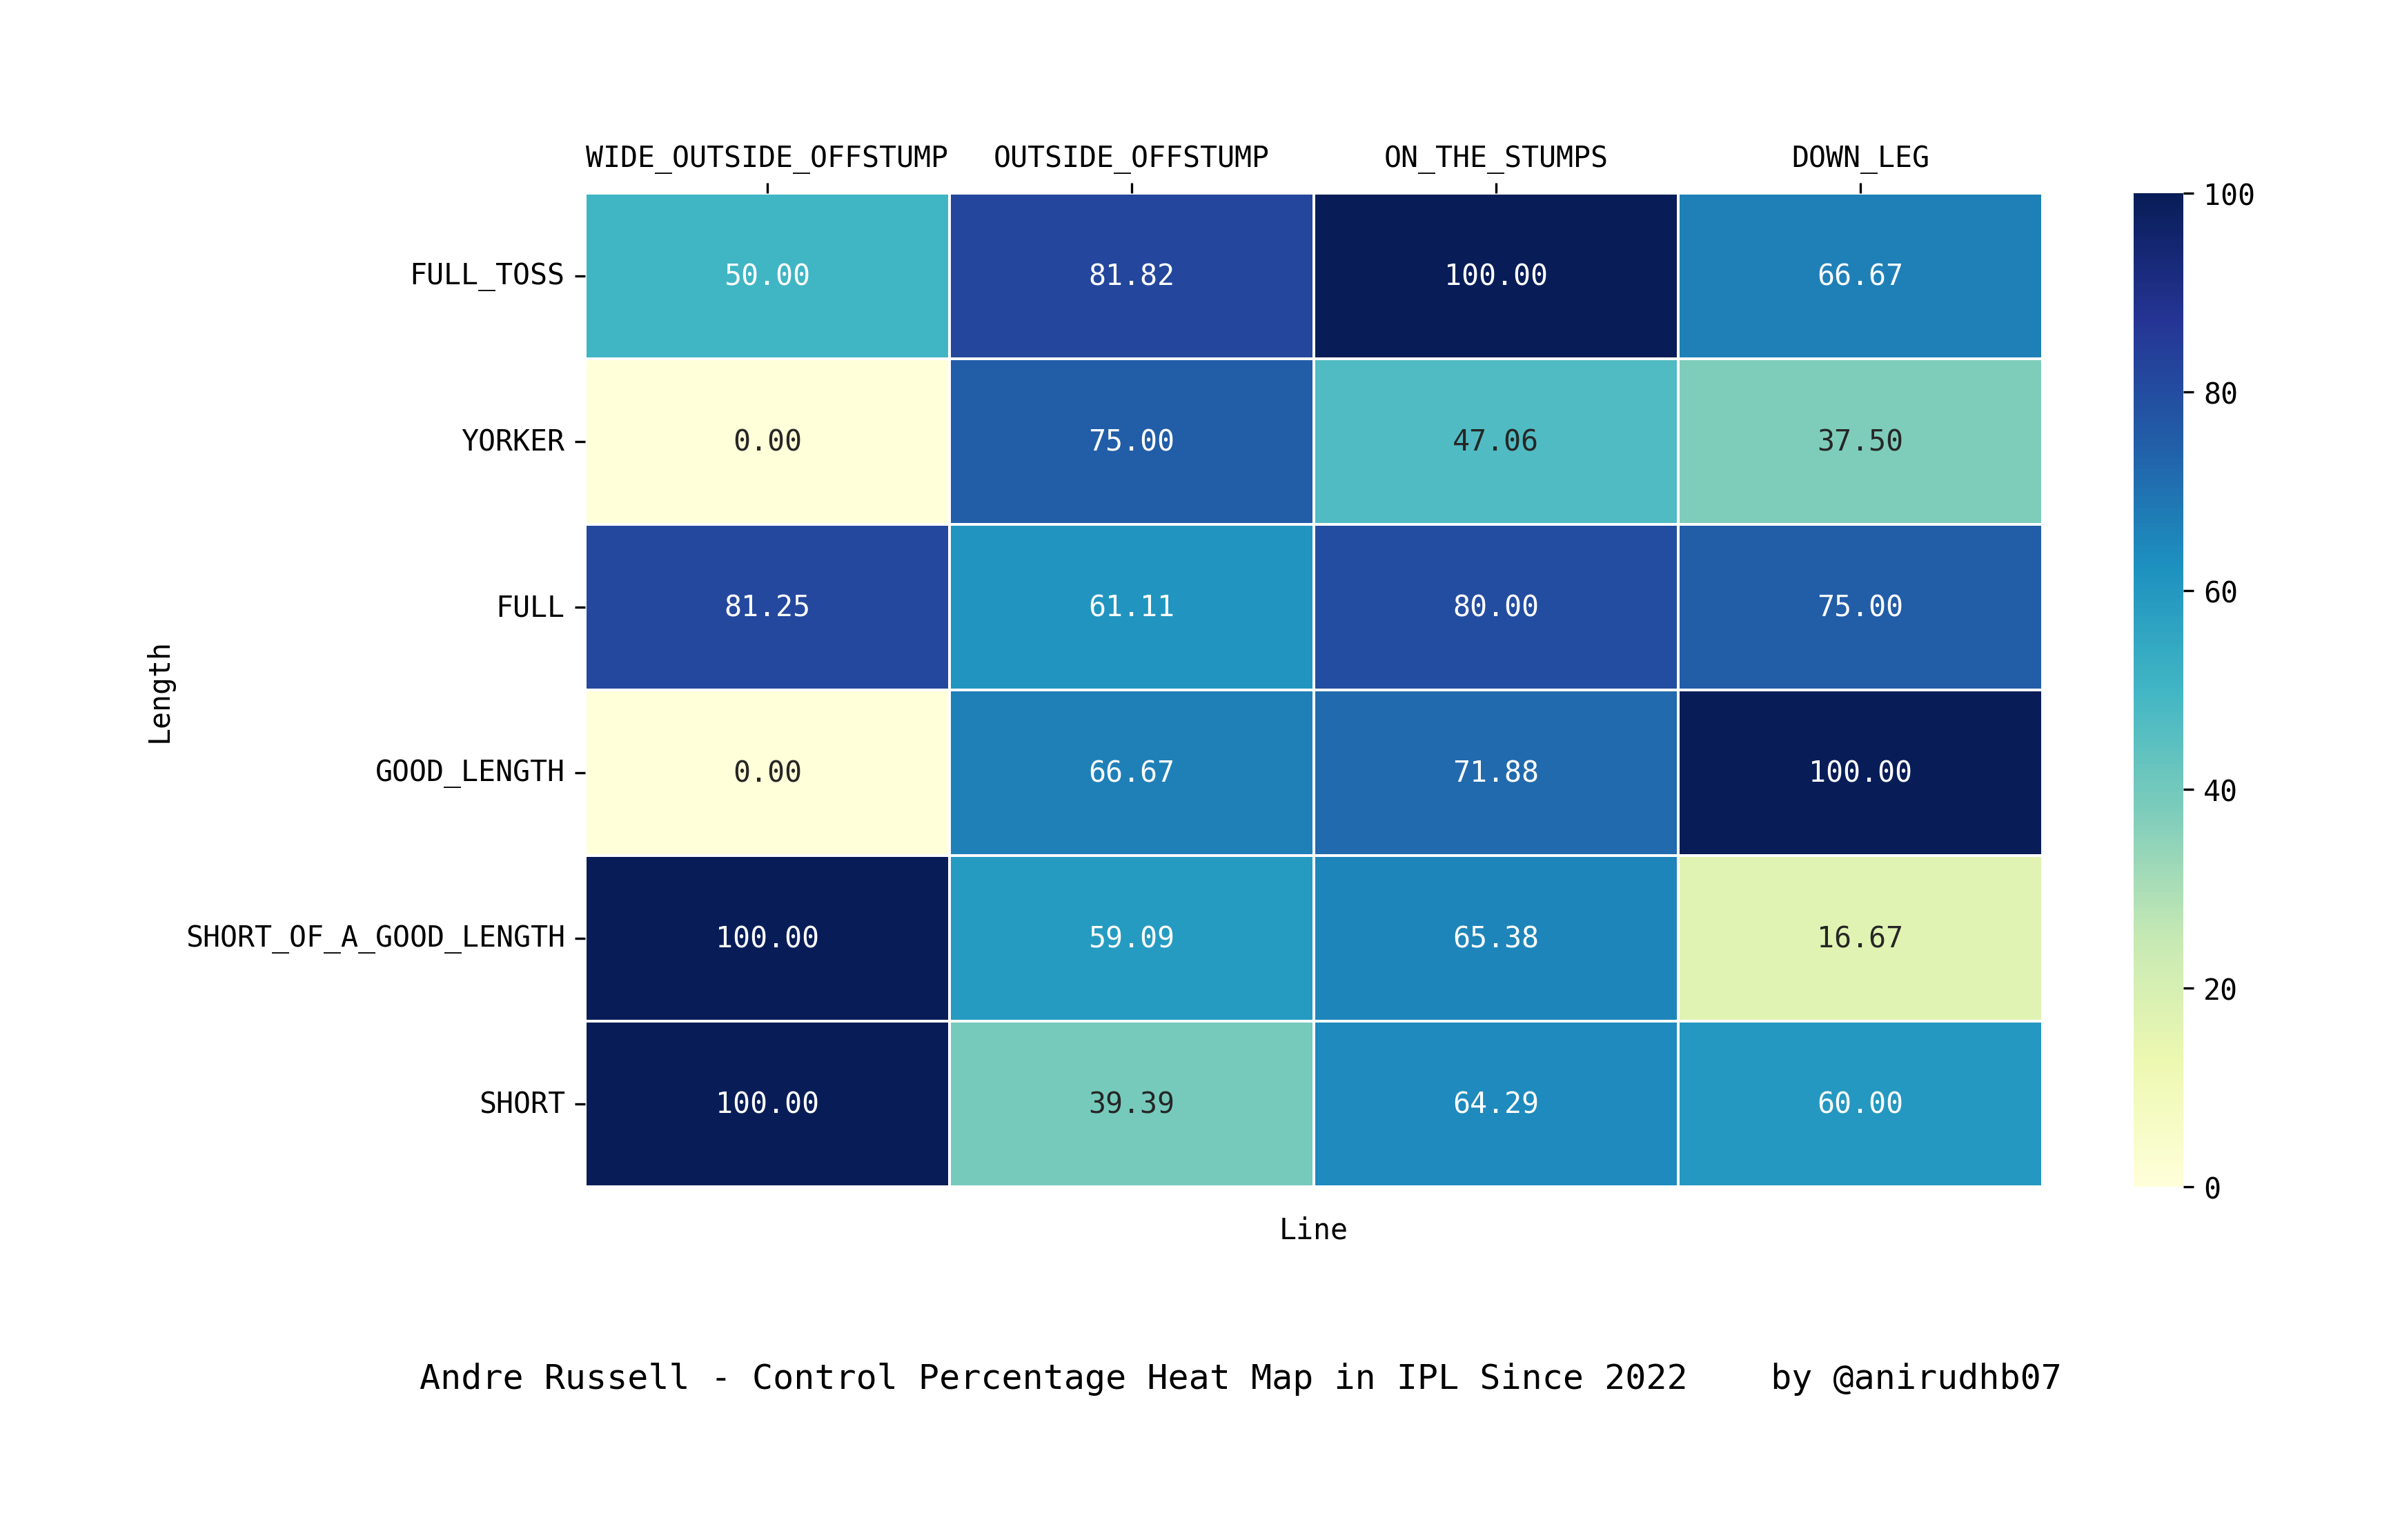 WIDE_OUTSIDE_OFFSTUMP OUTSIDE_OFFSTUMP ON_THE_STUMPS DOWN_LEG
FULL_TOSS 50.00 81.82 100.00 66.67
YORKER 0.00 75.00 47.06 37.50
FULL 81.25 61.11 80.00 75.00
GOOD_LENGTH 0.00 66.67 71.88 100.00
SHORT_OF_A_GOOD_LENGTH 100.00 59.09 65.38 16.67
SHORT 100.00 39.39 64.29 60.00
Length
Line
100
80
60
40
20
0
Andre Russell - Control Percentage Heat Map in IPL Since 2022 by @anirudhb07